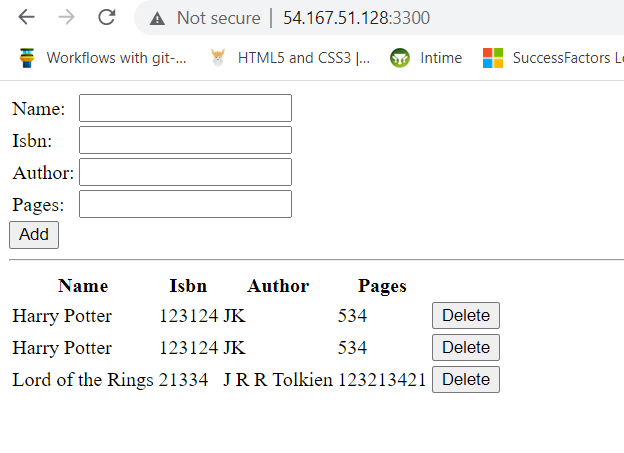 Not secure | 54.167.51.128:3300
Workflows with git-... HTML5 and CSS3 |... Intime SuccessFactors Lo
Name:
Isbn:
Author:
Pages:
Add
Name Isbn Author Pages
Harry Potter 123124 JK 534 Delete
Harry Potter 123124 JK 534 Delete
Lord of the Rings 21334 J R R Tolkien 123213421 Delete